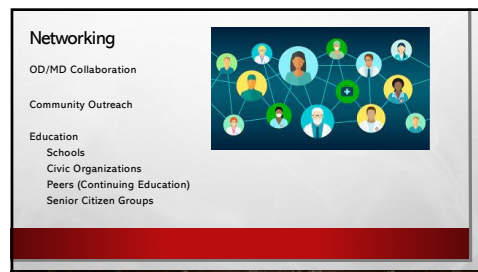 Networking
OD/MD Collaboration
Community Outreach
Education
Schools
Civic Organizations
Peers (Continuing Education)
Senior Citizen Groups